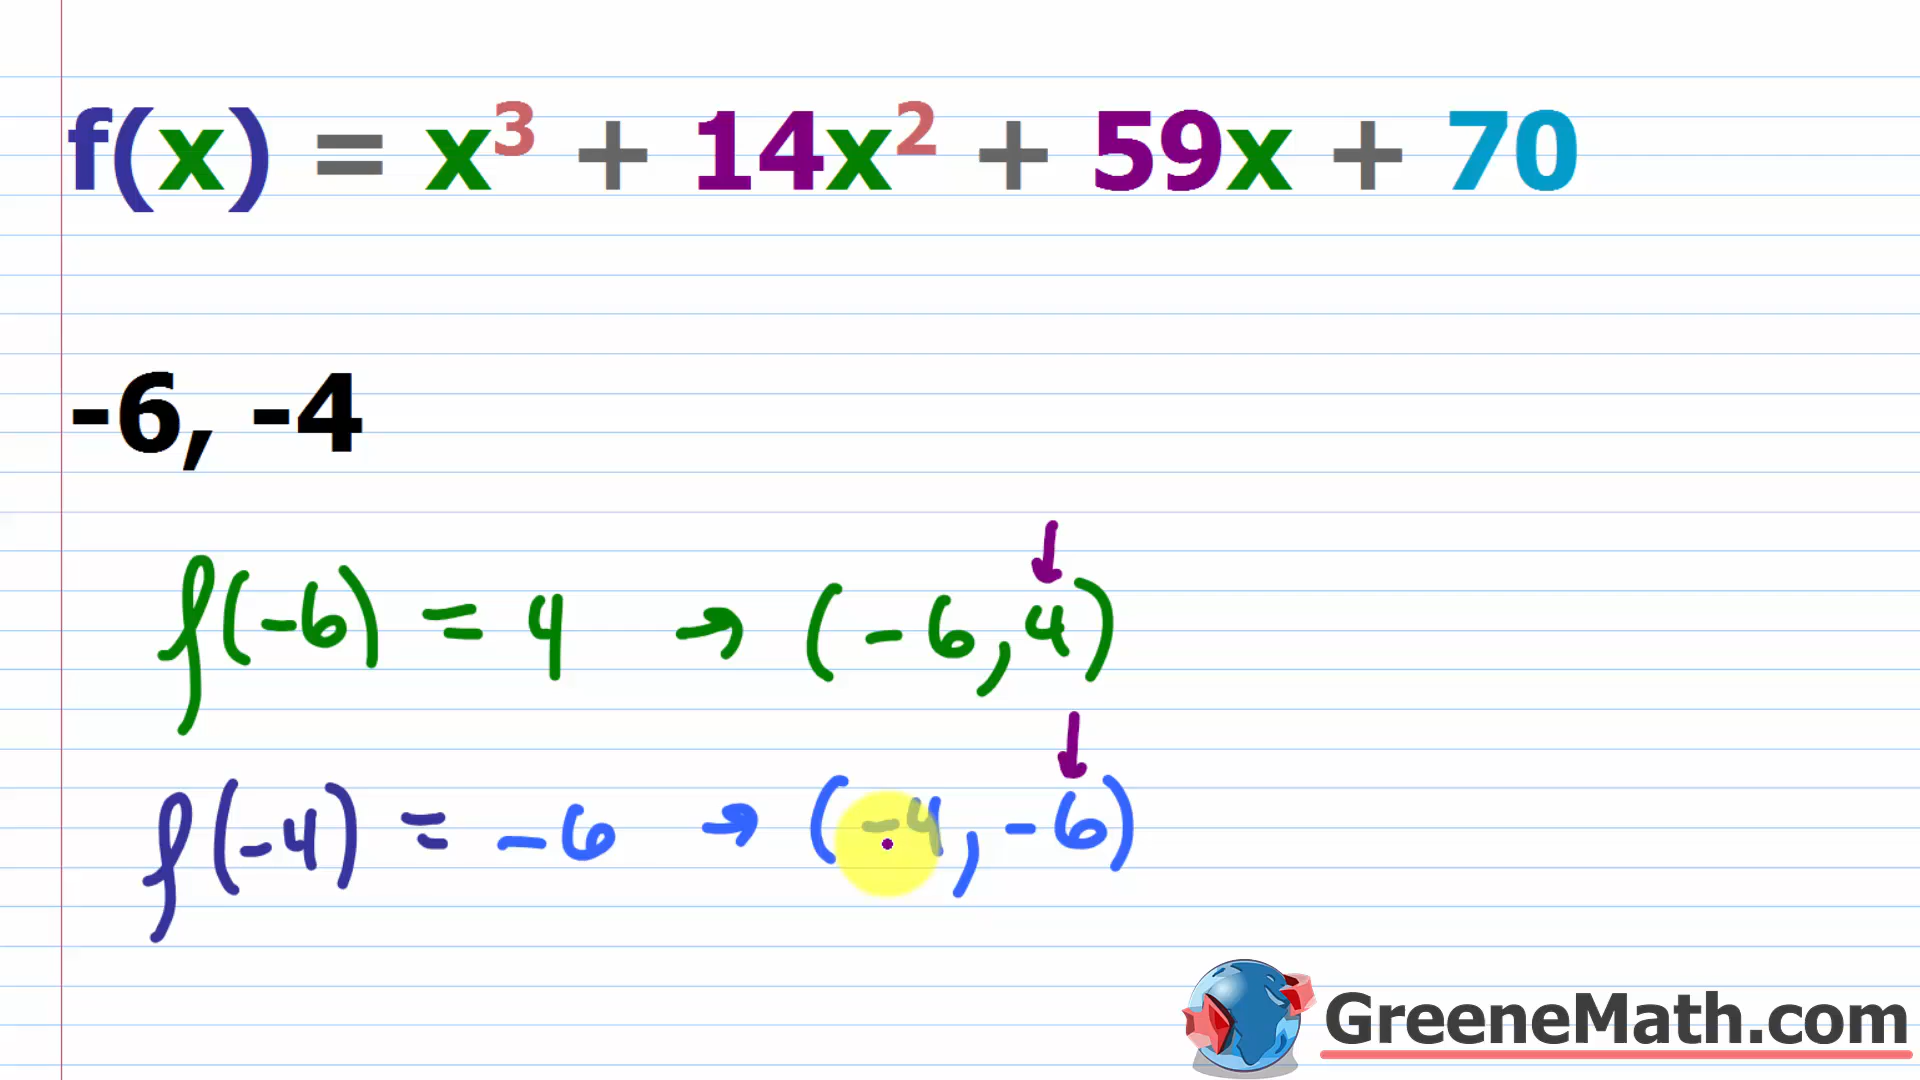 f(x) = x³ + 14x² + 59x + 70
-6, -4
f(-6) = 4 → (-6, 4)
f(-4) = -6 → (-4, -6)
GreeneMath.com